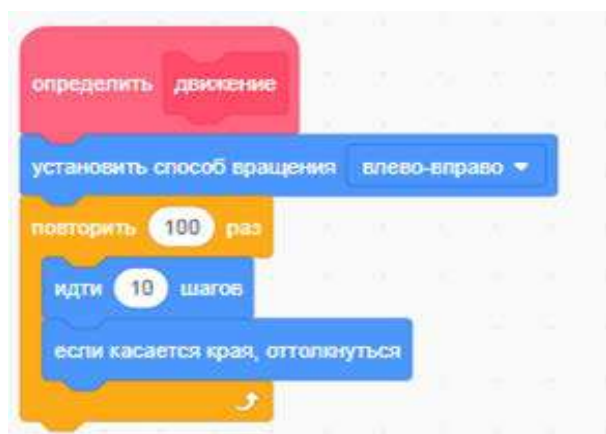 определить движение
установить способ вращения влево-вправо
повторить 100 раз
идти 10 шагов
если касается края, оттолкнуться